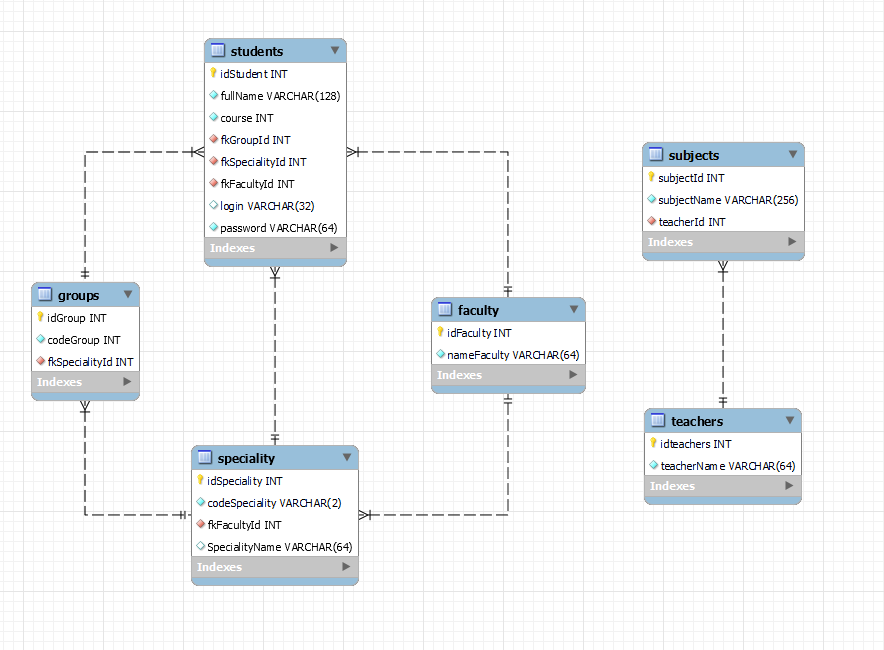 students
idStudent INT
fullName VARCHAR(128)
course INT
fkGroupId INT
fkSpecialityId INT
fkFacultyId INT
login VARCHAR(32)
password VARCHAR(64)
Indexes
subjects
subjectId INT
subjectName VARCHAR(256)
teacherId INT
Indexes
groups
idGroup INT
codeGroup INT
fkSpecialityId INT
Indexes
faculty
idFaculty INT
nameFaculty VARCHAR(64)
Indexes
teachers
idteachers INT
teacherName VARCHAR(64)
Indexes
speciality
idSpeciality INT
codeSpeciality VARCHAR(2)
fkFacultyId INT
SpecialityName VARCHAR(64)
Indexes